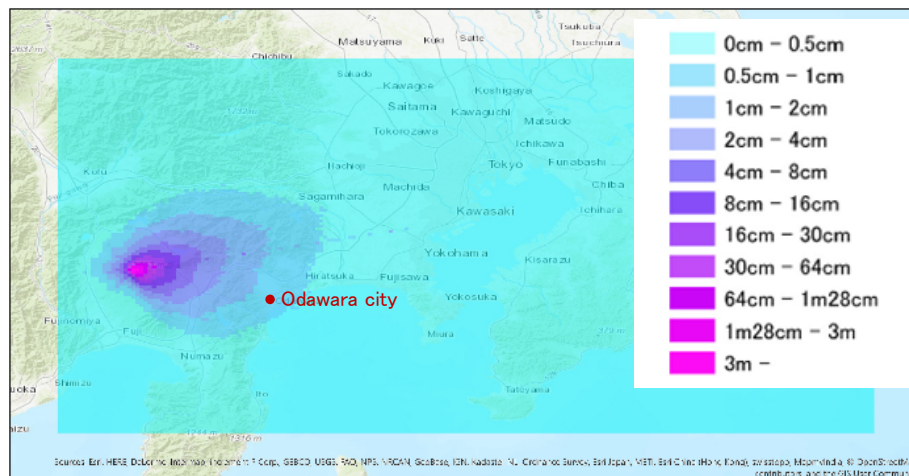 Matsuyama
Kuki
Satte
Tsukuba
Tsuchiura
Chichibu
Sakado
Kawagoe
Koshigaya
Saitama
Kawaguchi
Matsudo
Tokorozawa
Ichikawa
Hachioji
Tokyo
Funabashi
Kofu
Sagamihara
Machida
Chiba
Kawasaki
Ichihara
Yokohama
Kisarazu
Hiratsuka
Fujisawa
Odawara city
Yokosuka
Fujinomiya
Fuji
Miura
Numazu
Shimizu
Ito
Tateyama
1316 m
0cm - 0.5cm
0.5cm - 1cm
1cm - 2cm
2cm - 4cm
4cm - 8cm
8cm - 16cm
16cm - 30cm
30cm - 64cm
64cm - 1m28cm
1m28cm - 3m
3m -